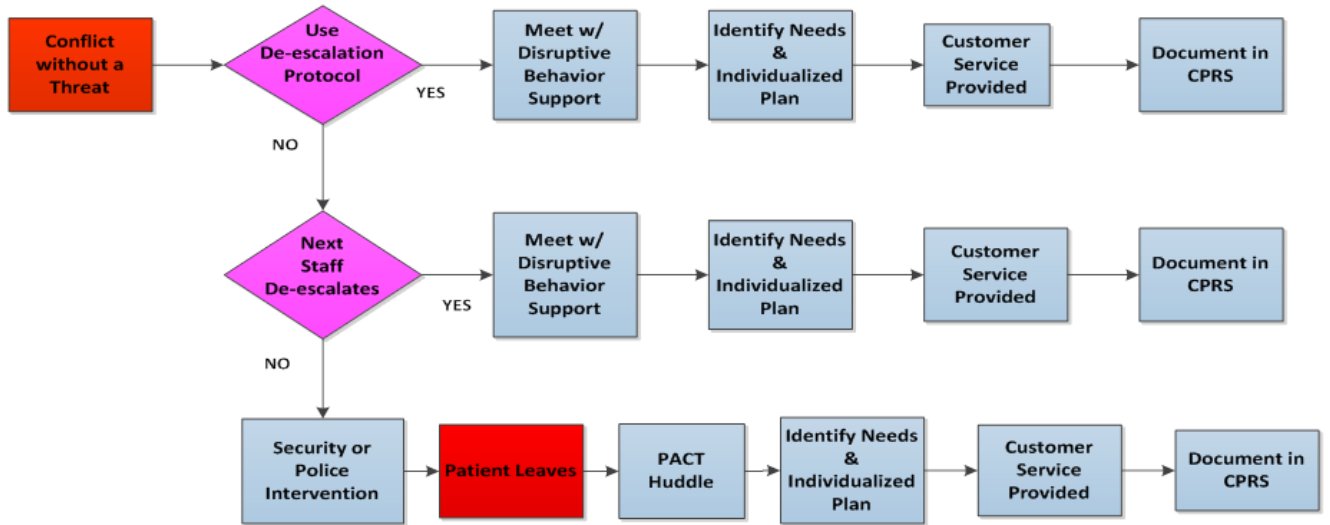 Conflict
without a
Threat
Use
De-escalation
Protocol
YES
Meet w/
Disruptive
Behavior
Support
Identify Needs
&
Individualized
Plan
Customer
Service
Provided
Document in
CPRS
NO
Next
Staff
De-escalates
YES
Meet w/
Disruptive
Behavior
Support
Identify Needs
&
Individualized
Plan
Customer
Service
Provided
Document in
CPRS
NO
Security or
Police
Intervention
Patient Leaves
PACT
Huddle
Identify Needs
&
Individualized
Plan
Customer
Service
Provided
Document in
CPRS